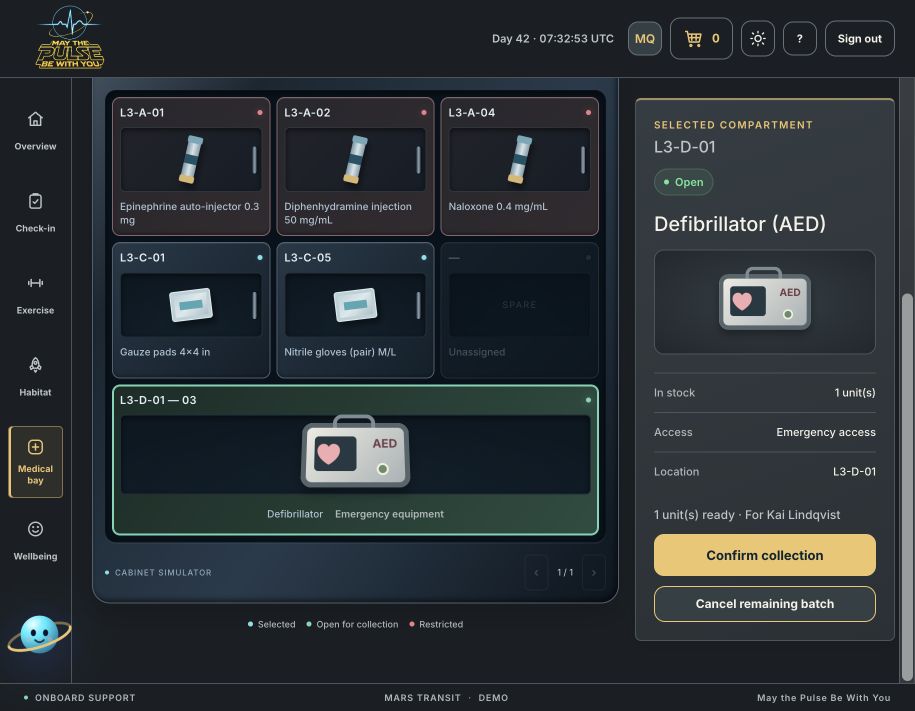 MAY THE
PULSE
BE WITH YOU
Day 42 · 07:32:53 UTC
MQ
0
?
Sign out
Overview
Check-in
Exercise
Habitat
Medical
bay
Wellbeing
L3-A-01
Epinephrine auto-injector 0.3
mg
L3-A-02
Diphenhydramine injection
50 mg/mL
L3-A-04
Naloxone 0.4 mg/mL
L3-C-01
Gauze pads 4×4 in
L3-C-05
Nitrile gloves (pair) M/L
—
SPARE
Unassigned
L3-D-01 — 03
AED
Defibrillator Emergency equipment
CABINET SIMULATOR
‹ 1 / 1 ›
Selected Open for collection Restricted
SELECTED COMPARTMENT
L3-D-01
Open
Defibrillator (AED)
AED
In stock 1 unit(s)
Access Emergency access
Location L3-D-01
1 unit(s) ready · For Kai Lindqvist
Confirm collection
Cancel remaining batch
ONBOARD SUPPORT
MARS TRANSIT · DEMO
May the Pulse Be With You